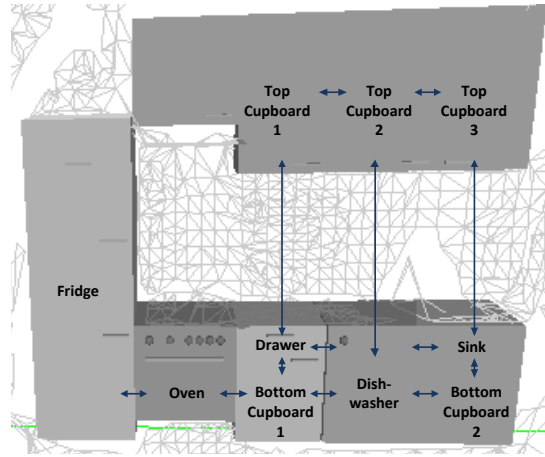 Top
Cupboard
1
Top
Cupboard
2
Top
Cupboard
3
Fridge
Drawer
Sink
Oven
Bottom
Cupboard
1
Dish-
washer
Bottom
Cupboard
2